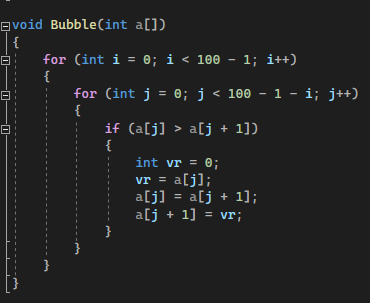 void Bubble(int a[])
{
for (int i = 0; i < 100 - 1; i++)
{
for (int j = 0; j < 100 - 1 - i; j++)
{
if (a[j] > a[j + 1])
{
int vr = 0;
vr = a[j];
a[j] = a[j + 1];
a[j + 1] = vr;
}
}
}
}